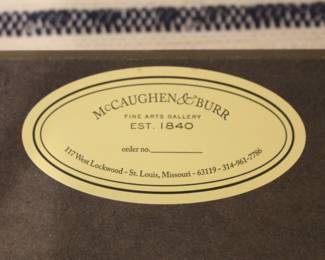 McCAUGHEN & BURR
FINE ARTS GALLERY
EST. 1840
order no.__________
117 West Lockwood - St. Louis, Missouri - 63119 - 314-961-7786